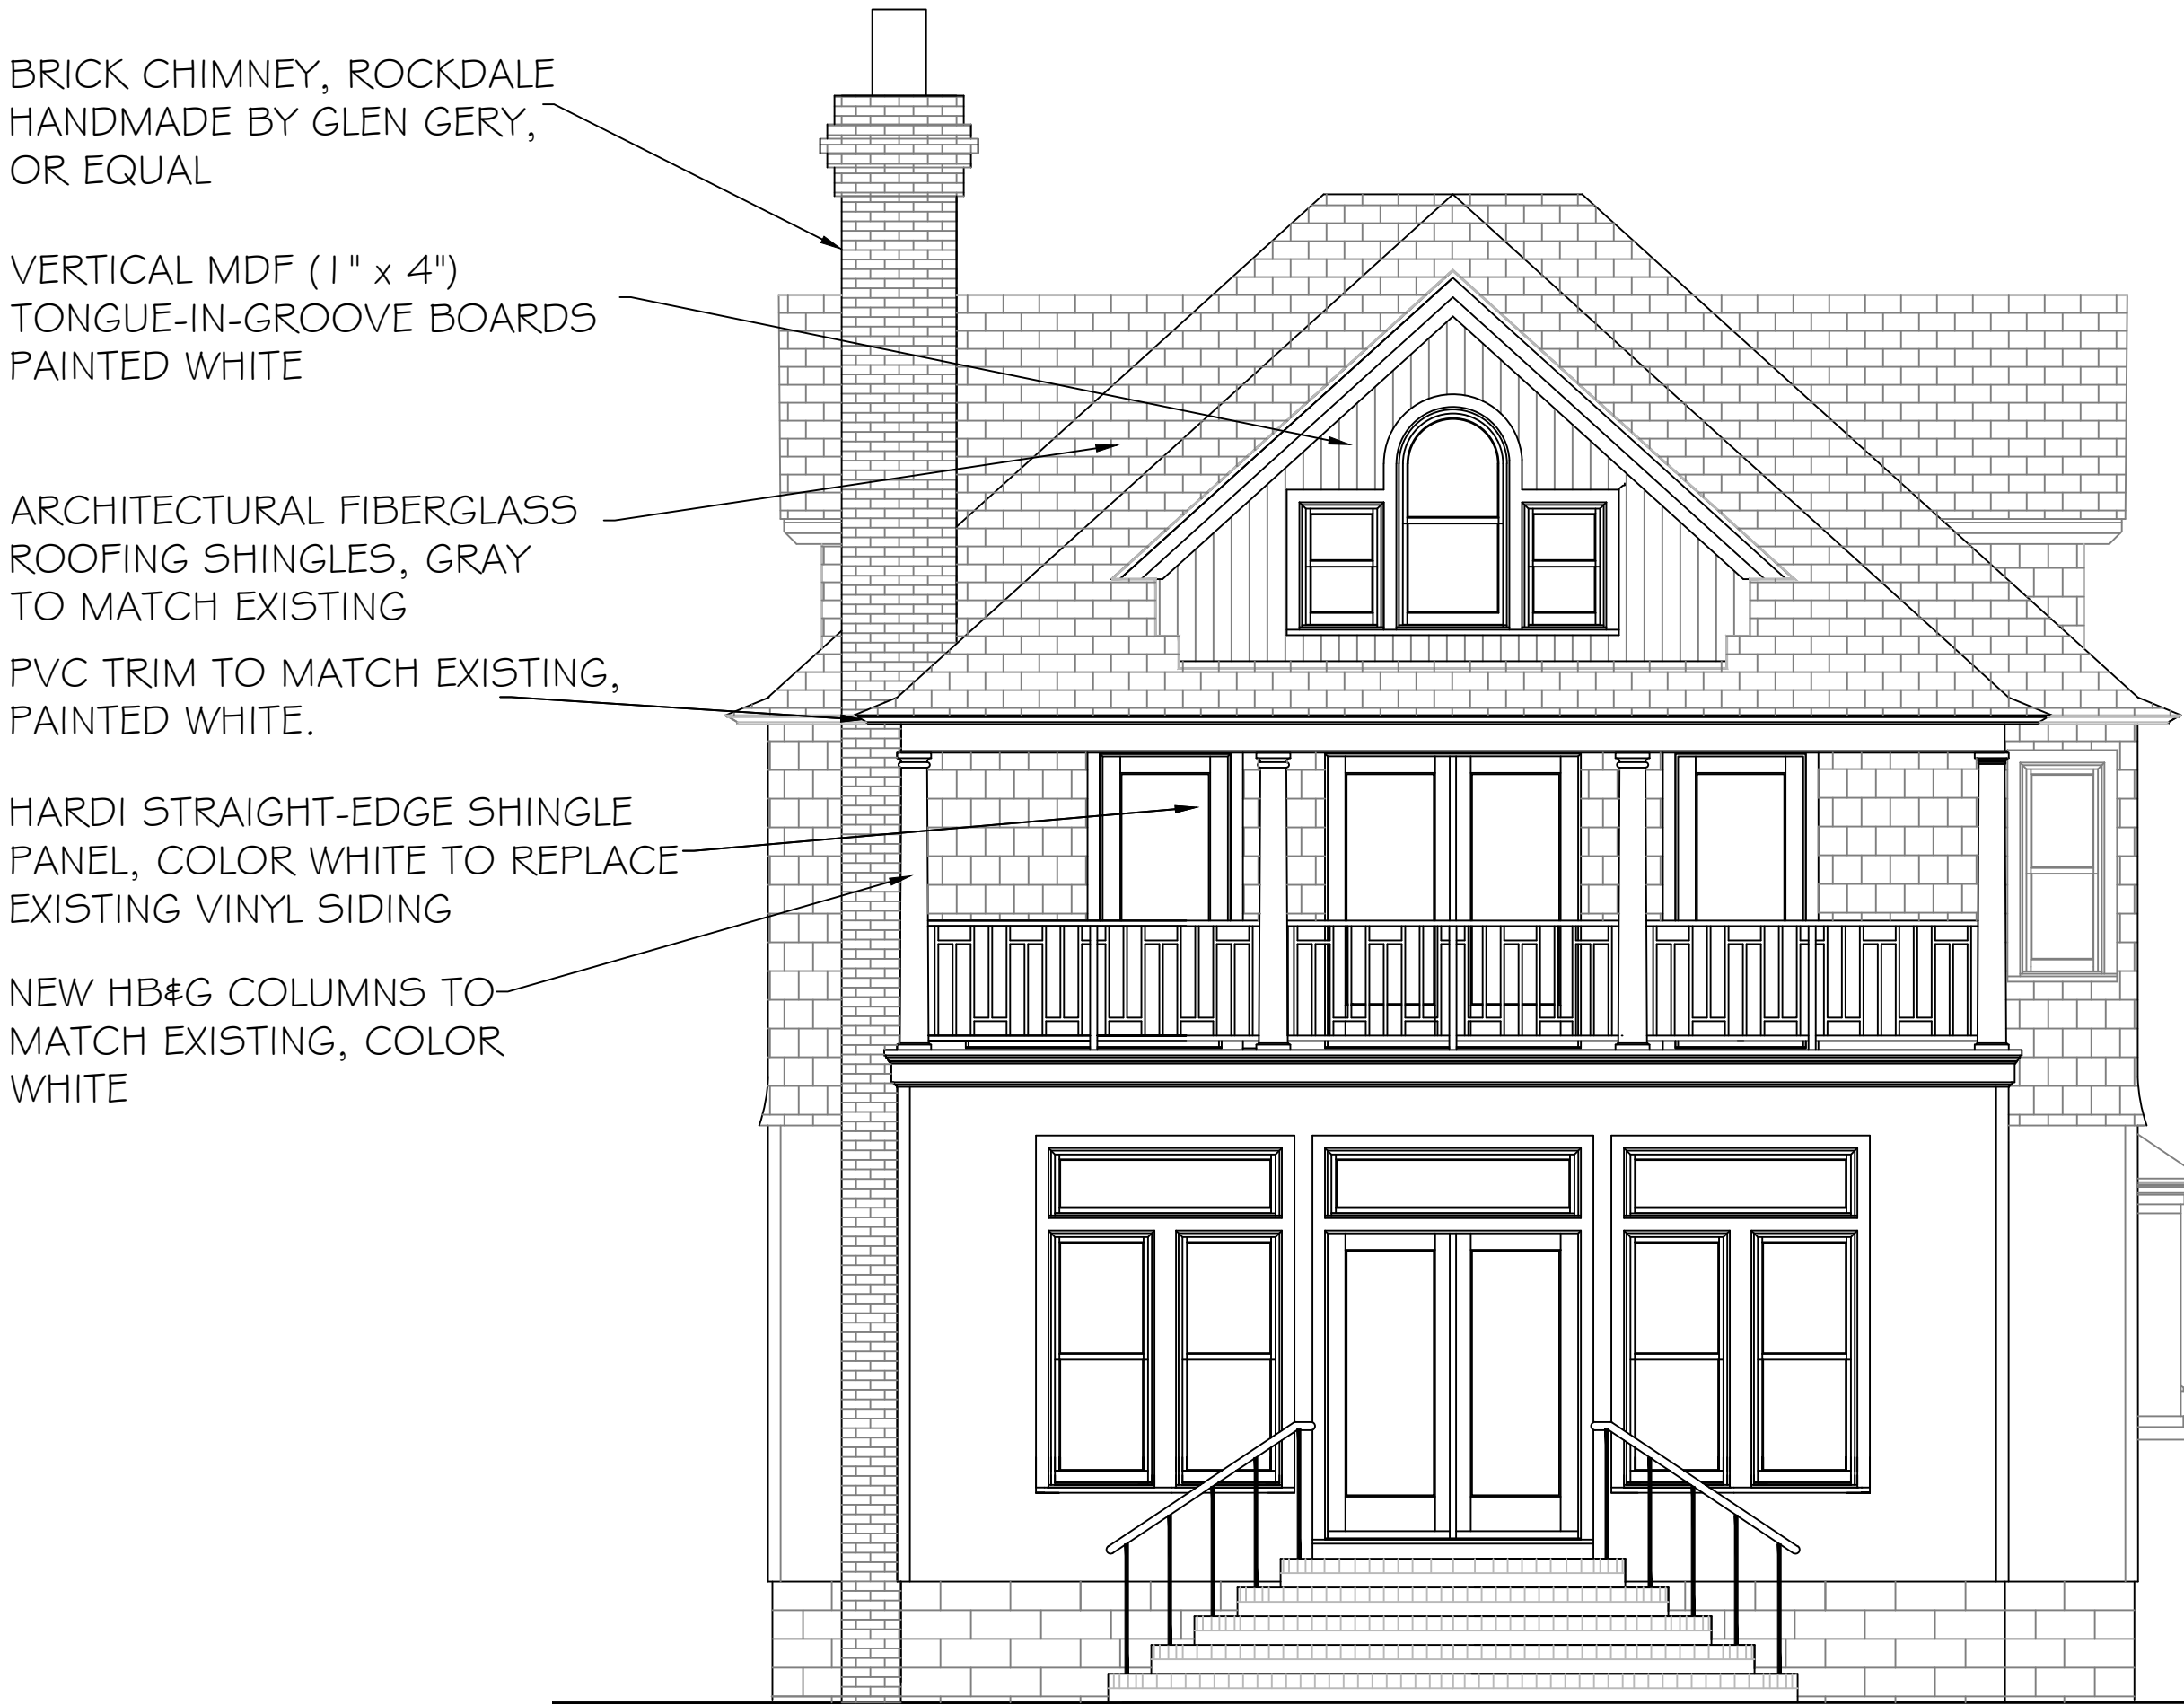 BRICK CHIMNEY, ROCKDALE
HANDMADE BY GLEN GERY,
OR EQUAL
VERTICAL MDF (1" x 4")
TONGUE-IN-GROOVE BOARDS
PAINTED WHITE
ARCHITECTURAL FIBERGLASS
ROOFING SHINGLES, GRAY
TO MATCH EXISTING
PVC TRIM TO MATCH EXISTING,
PAINTED WHITE.
HARDI STRAIGHT-EDGE SHINGLE
PANEL, COLOR WHITE TO REPLACE
EXISTING VINYL SIDING
NEW HB&G COLUMNS TO
MATCH EXISTING, COLOR
WHITE